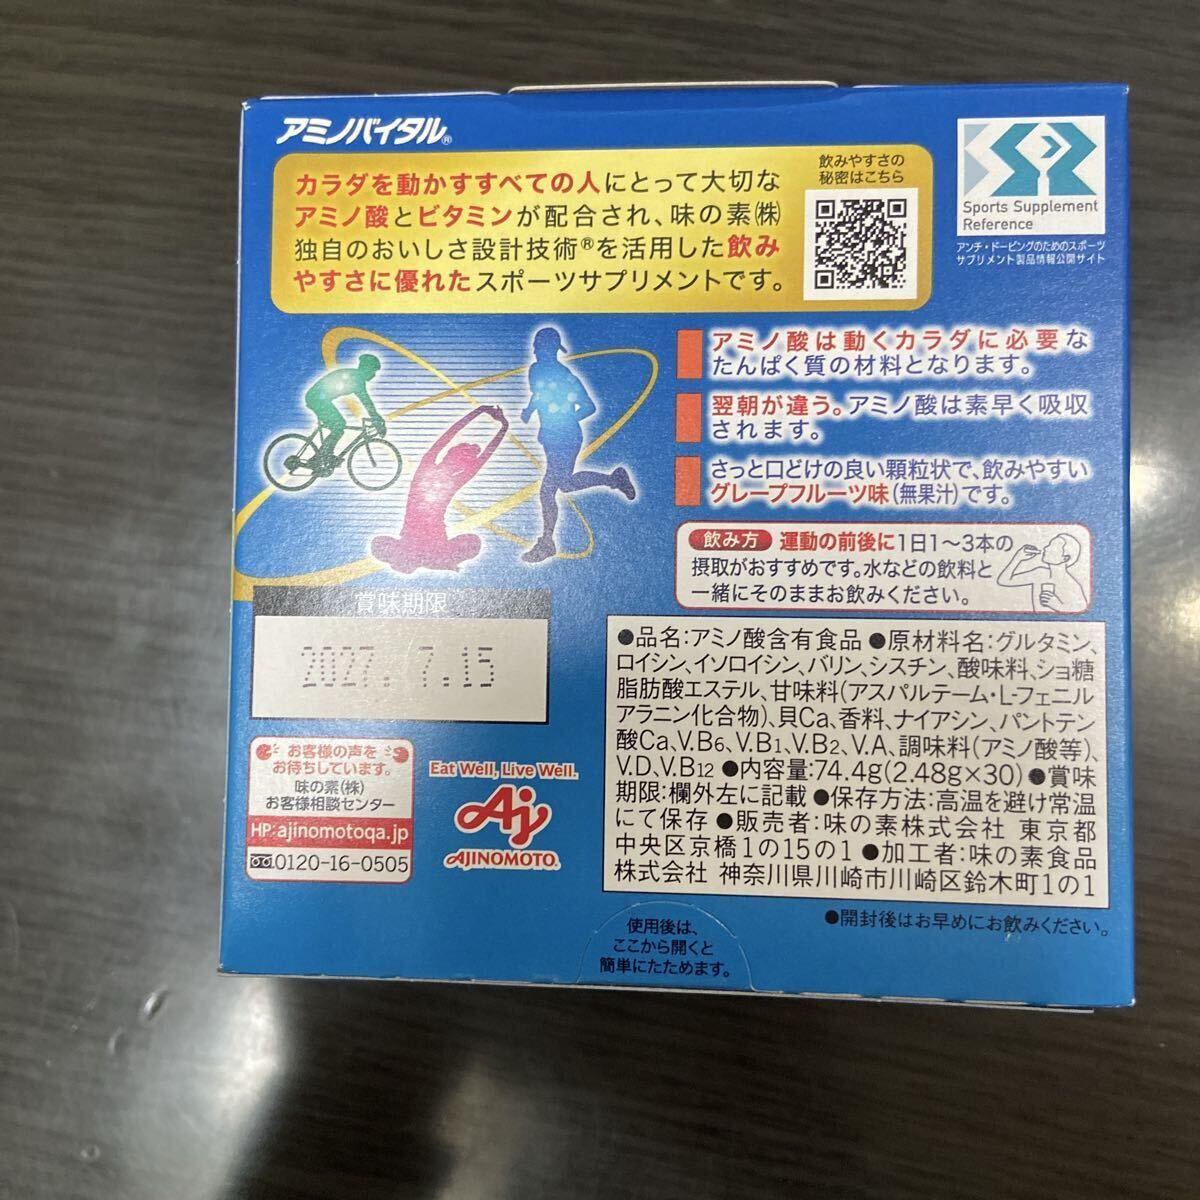 アミノバイタル®
カラダを動かすすべての人にとって大切な
アミノ酸とビタミンが配合され、味の素㈱
独自のおいしさ設計技術®を活用した飲み
やすさに優れたスポーツサプリメントです。
飲みやすさの
秘密はこちら
Sports Supplement
Reference
アンチ・ドーピングのためのスポーツ
サプリメント製品情報公開サイト
アミノ酸は動くカラダに必要な
たんぱく質の材料となります。
翌朝が違う。アミノ酸は素早く吸収
されます。
さっと口どけの良い顆粒状で、飲みやすい
グレープフルーツ味(無果汁)です。
飲み方 運動の前後に1日1～3本の
摂取がおすすめです。水などの飲料と
一緒にそのままお飲みください。
賞味期限
2027. 7.15
●品名:アミノ酸含有食品 ●原材料名:グルタミン、
ロイシン、イソロイシン、バリン、シスチン、酸味料、ショ糖
脂肪酸エステル、甘味料(アスパルテーム・L-フェニル
アラニン化合物)、貝Ca、香料、ナイアシン、パントテン
酸Ca、V.B6、V.B1、V.B2、V.A、調味料(アミノ酸等)、
V.D、V.B12 ●内容量:74.4g(2.48g×30) ●賞味
期限:欄外左に記載 ●保存方法:高温を避け常温
にて保存 ●販売者:味の素株式会社 東京都
中央区京橋1の15の1 ●加工者:味の素食品
株式会社 神奈川県川崎市川崎区鈴木町1の1
●開封後はお早めにお飲みください。
お客様の声を
お待ちしています。
味の素(株)
お客様相談センター
HP:ajinomotoqa.jp
0120-16-0505
Eat Well, Live Well.
Aj
AJINOMOTO.
使用後は、
ここから開くと
簡単にたためます。